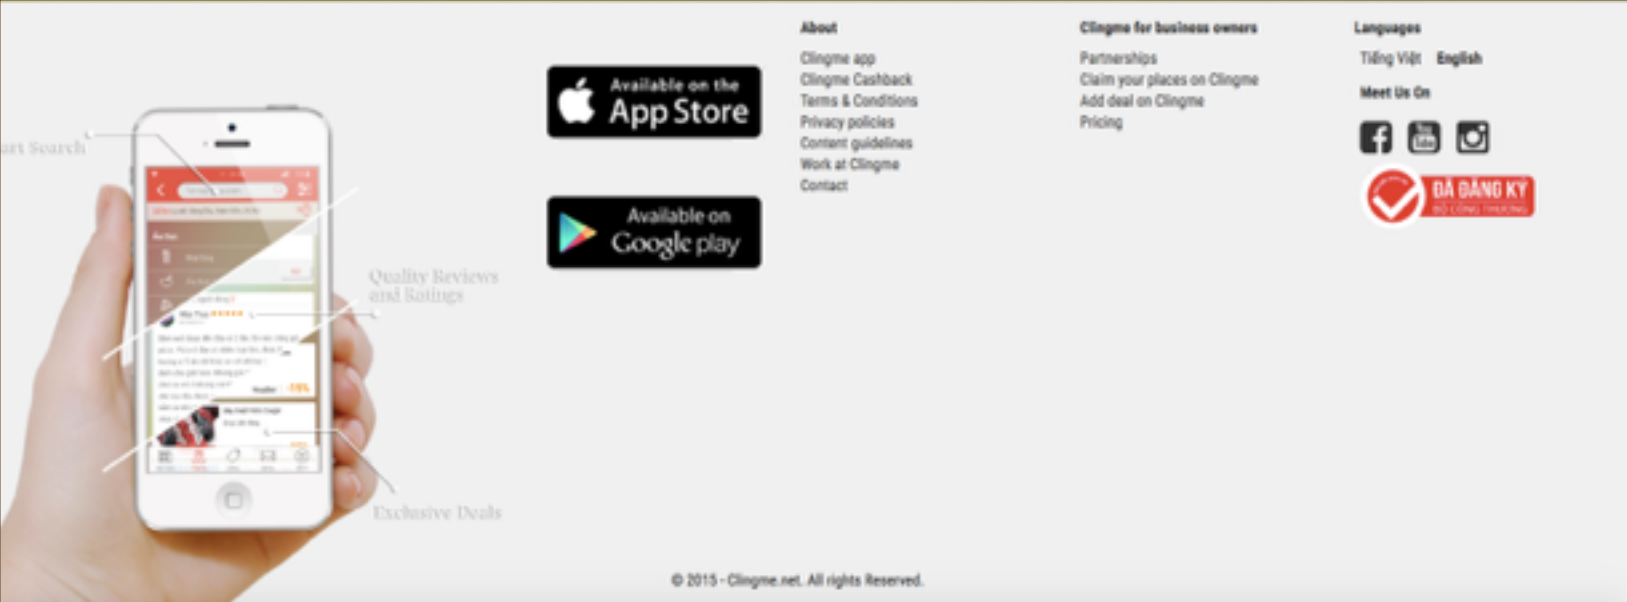 art Search
Quality Reviews
and Ratings
-15%
Exclusive Deals
Available on the
App Store
Available on
Google play
About
Clingme app
Clingme Cashback
Terms & Conditions
Privacy policies
Content guidelines
Work at Clingme
Contact
Clingme for business owners
Partnerships
Claim your places on Clingme
Add deal on Clingme
Pricing
Languages
Tiếng Việt English
Meet Us On
You
Tube
ĐÃ ĐĂNG KÝ
BỘ CÔNG THƯƠNG
© 2015 - Clingme.net. All rights Reserved.